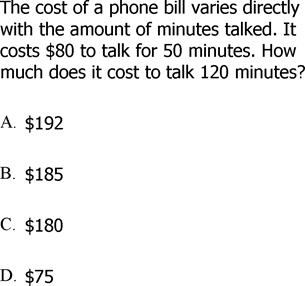 The cost of a phone bill varies directly
with the amount of minutes talked. It
costs $80 to talk for 50 minutes. How
much does it cost to talk 120 minutes?
A. $192
B. $185
C. $180
D. $75